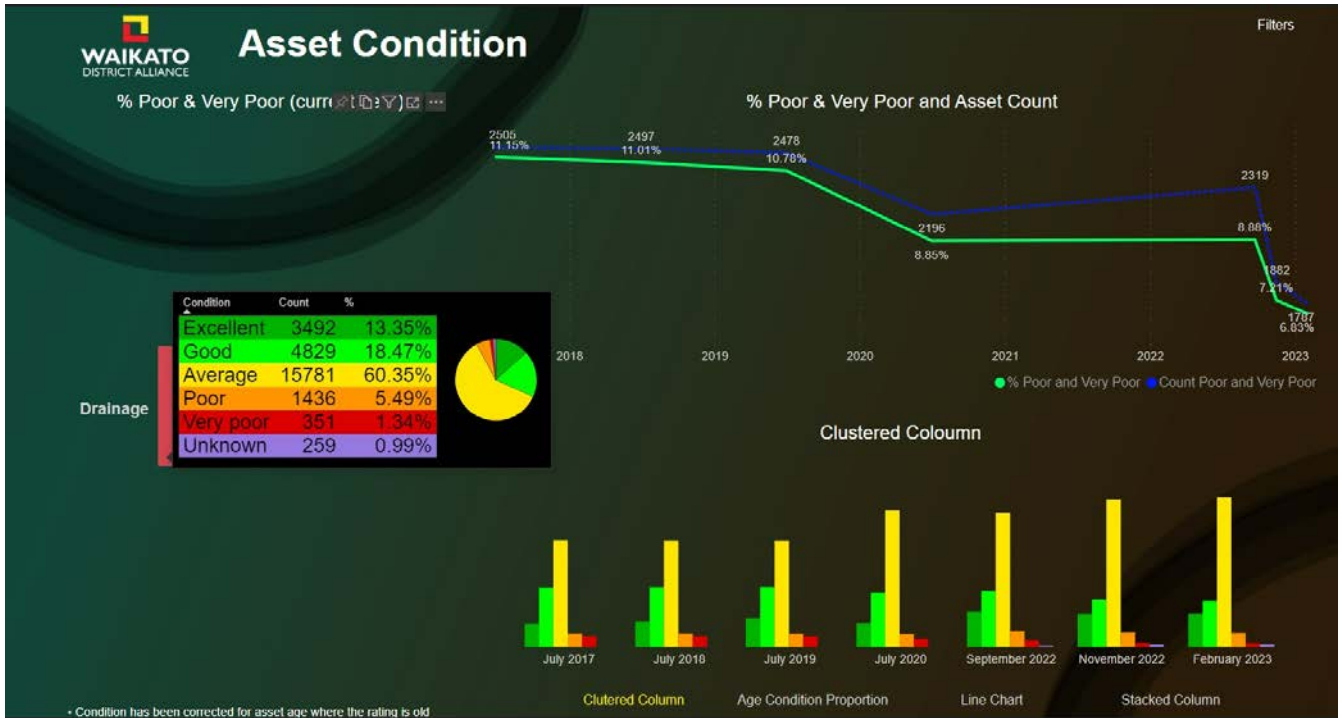 WAIKATO
DISTRICT ALLIANCE
Asset Condition
Filters
% Poor & Very Poor
% Poor & Very Poor and Asset Count
2505
11.15%
2497
11.01%
2478
10.78%
2196
8.85%
2319
8.88%
1882
7.21%
1787
6.83%
2018 2019 2020 2021 2022 2023
% Poor and Very Poor Count Poor and Very Poor
Drainage
Condition Count %
Excellent 3492 13.35%
Good 4829 18.47%
Average 15781 60.35%
Poor 1436 5.49%
Very poor 351 1.34%
Unknown 259 0.99%
Clustered Coloumn
July 2017 July 2018 July 2019 July 2020 September 2022 November 2022 February 2023
Clutered Column Age Condition Proportion Line Chart Stacked Column
• Condition has been corrected for asset age where the rating is old